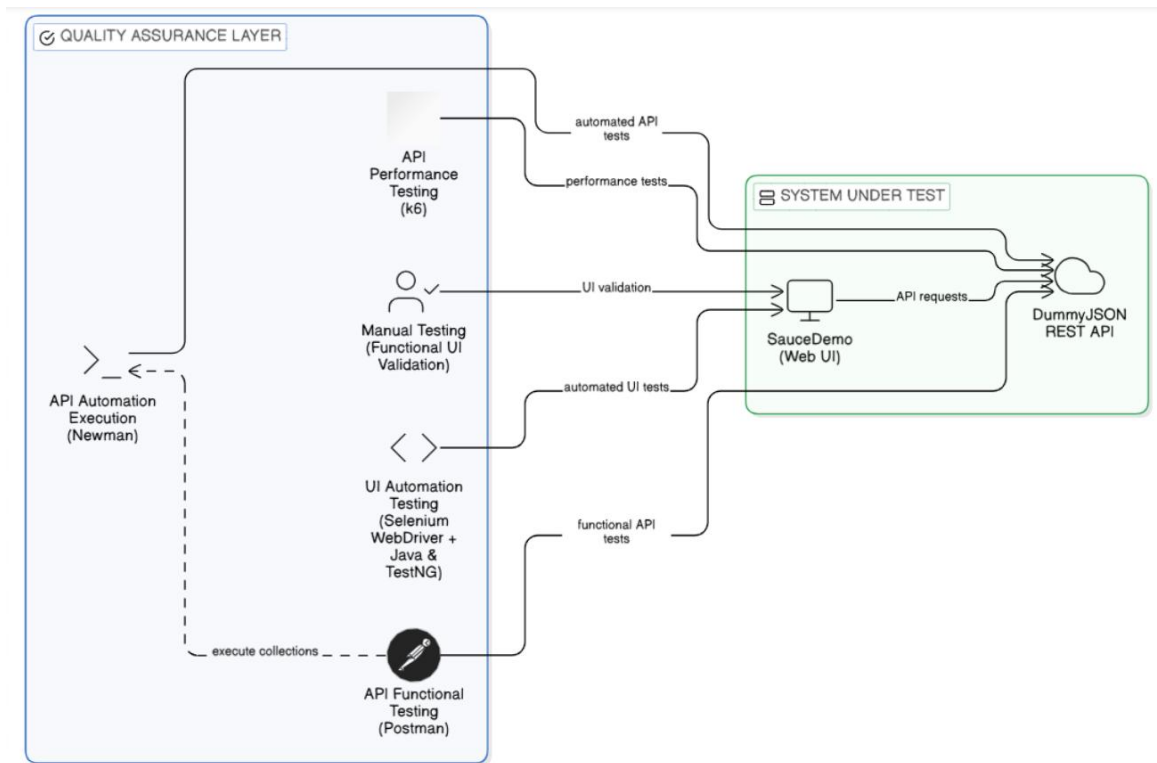 QUALITY ASSURANCE LAYER
automated API
tests
API
Performance
Testing
(k6)
performance tests
SYSTEM UNDER TEST
Manual Testing
(Functional UI
Validation)
UI validation
SauceDemo
(Web UI)
API requests
DummyJSON
REST API
API Automation
Execution
(Newman)
automated UI tests
UI Automation
Testing
(Selenium
WebDriver +
Java &
TestNG)
functional API
tests
execute collections
API Functional
Testing
(Postman)